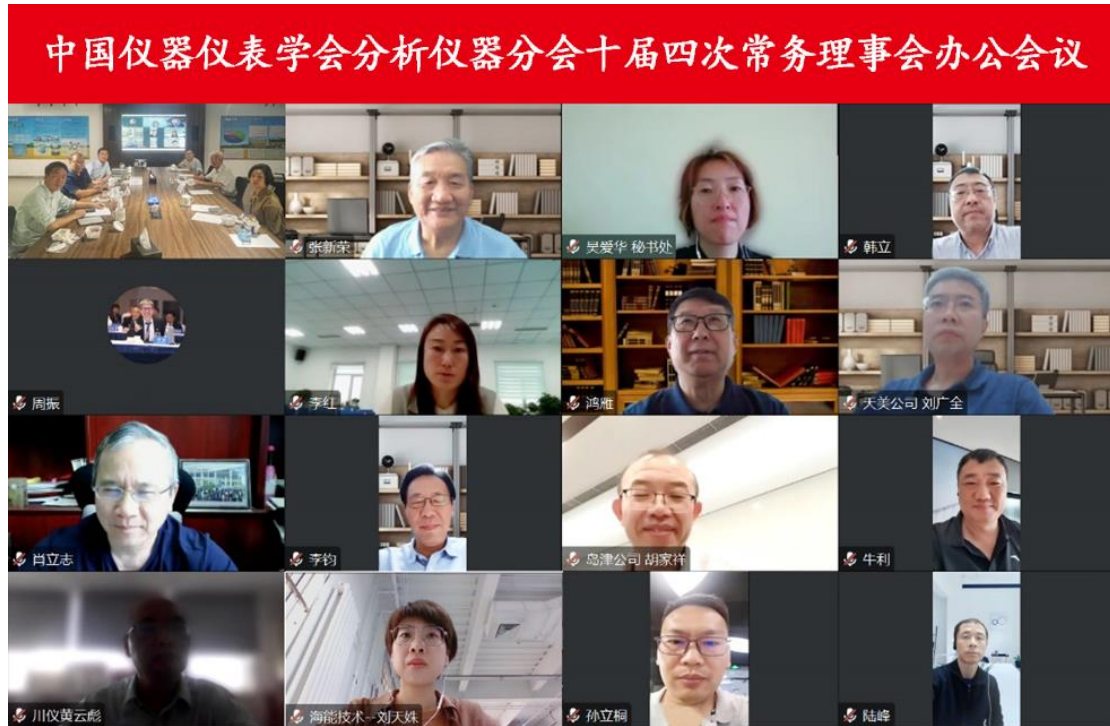 中国仪器仪表学会分析仪器分会十届四次常务理事会办公会议
张新荣
吴爱华 秘书处
韩立
周振
李红
鸿雁
天美公司 刘广全
肖立志
李钧
岛津公司 胡家祥
牛利
川仪黄云彪
海能技术--刘天姝
孙立桐
陆峰